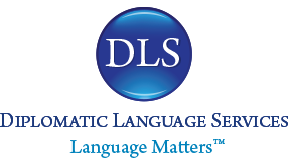 DLS
DIPLOMATIC LANGUAGE SERVICES
Language Matters™